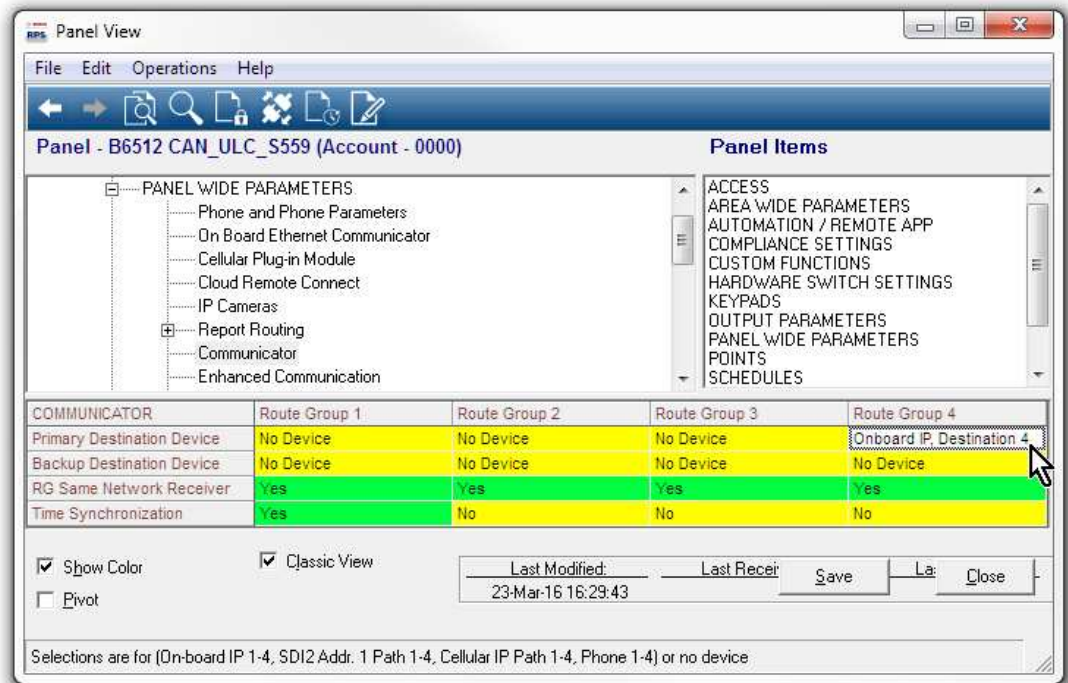 RPS Panel View
File Edit Operations Help
Panel - B6512 CAN_ULC_S559 (Account - 0000) Panel Items
PANEL WIDE PARAMETERS
Phone and Phone Parameters
On Board Ethernet Communicator
Cellular Plug-in Module
Cloud Remote Connect
IP Cameras
Report Routing
Communicator
Enhanced Communication
ACCESS
AREA WIDE PARAMETERS
AUTOMATION / REMOTE APP
COMPLIANCE SETTINGS
CUSTOM FUNCTIONS
HARDWARE SWITCH SETTINGS
KEYPADS
OUTPUT PARAMETERS
PANEL WIDE PARAMETERS
POINTS
SCHEDULES
COMMUNICATOR Route Group 1 Route Group 2 Route Group 3 Route Group 4
Primary Destination Device No Device No Device No Device Onboard IP, Destination 4
Backup Destination Device No Device No Device No Device No Device
RG Same Network Receiver Yes Yes Yes Yes
Time Synchronization Yes No No No
Show Color Classic View
Pivot
Last Modified: Last Recei La
23-Mar-16 16:29:43
Save Close
Selections are for (On-board IP 1-4, SDI2 Addr. 1 Path 1-4, Cellular IP Path 1-4, Phone 1-4) or no device